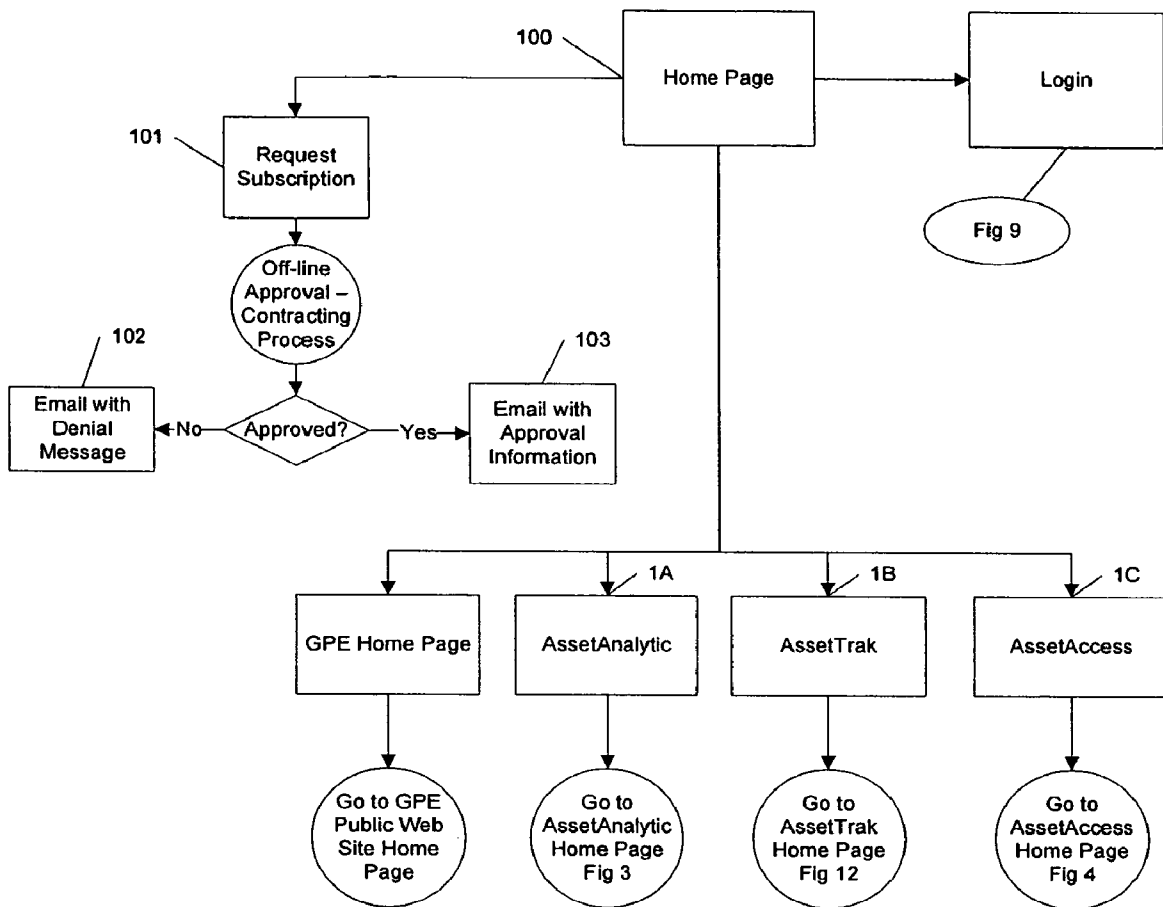 100
Home Page
Login
101
Request
Subscription
Fig 9
Off-line
Approval –
Contracting
Process
102
103
Email with
Denial
Message
No
Approved?
Yes
Email with
Approval
Information
1A
1B
1C
GPE Home Page
AssetAnalytic
AssetTrak
AssetAccess
Go to GPE
Public Web
Site Home
Page
Go to
AssetAnalytic
Home Page
Fig 3
Go to
AssetTrak
Home Page
Fig 12
Go to
AssetAccess
Home Page
Fig 4